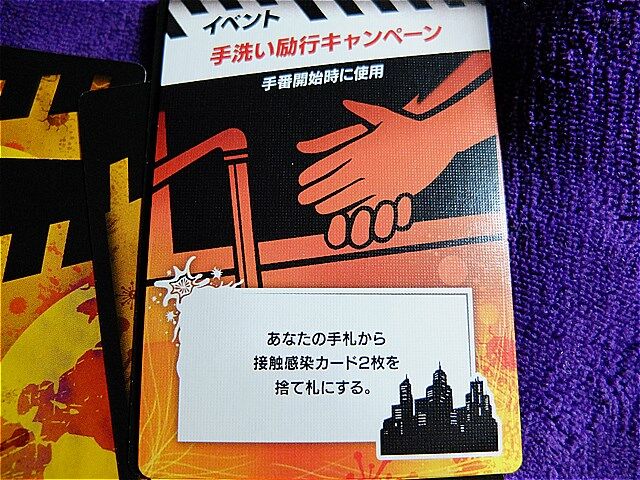 イベント
手洗い励行キャンペーン
手番開始時に使用
あなたの手札から
接触感染カード2枚を
捨て札にする。